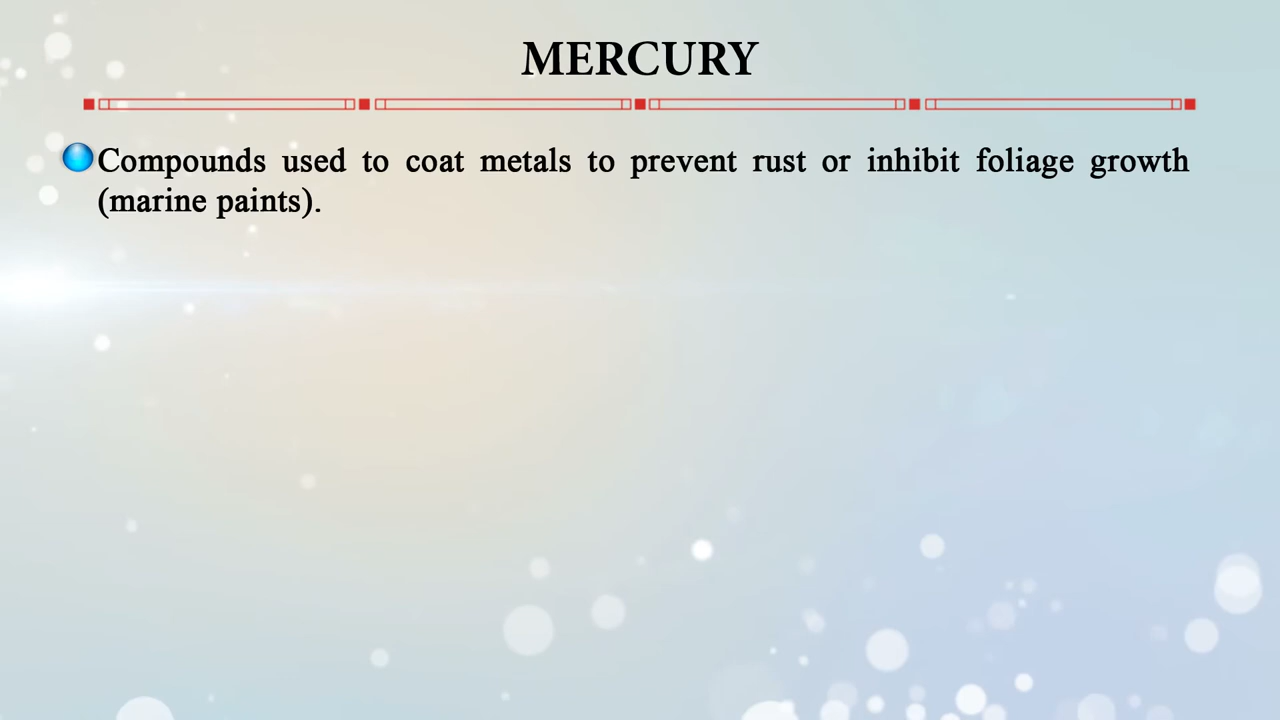 MERCURY
Compounds used to coat metals to prevent rust or inhibit foliage growth
(marine paints).